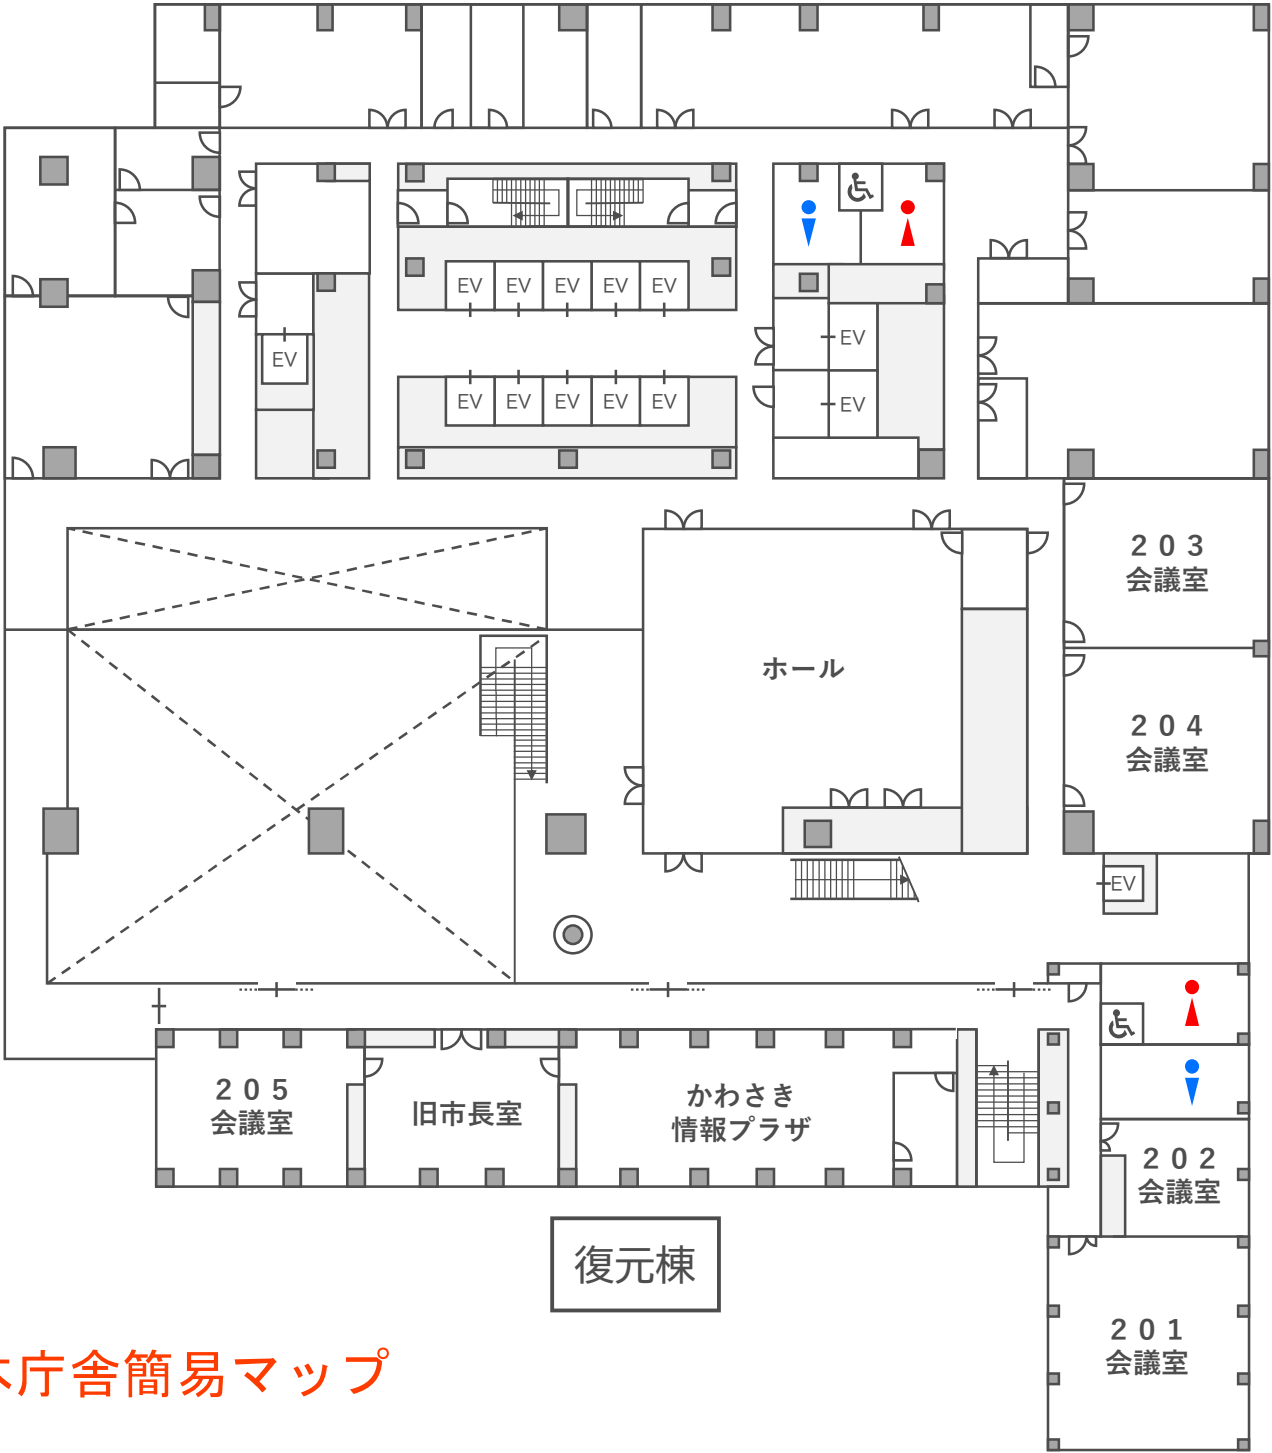 EV EV EV EV EV
EV
EV
EV EV EV EV EV
EV
２０３
会議室
ホール
２０４
会議室
EV
２０５
会議室
旧市長室
かわさき
情報プラザ
２０２
会議室
復元棟
２０１
会議室
本庁舎簡易マップ